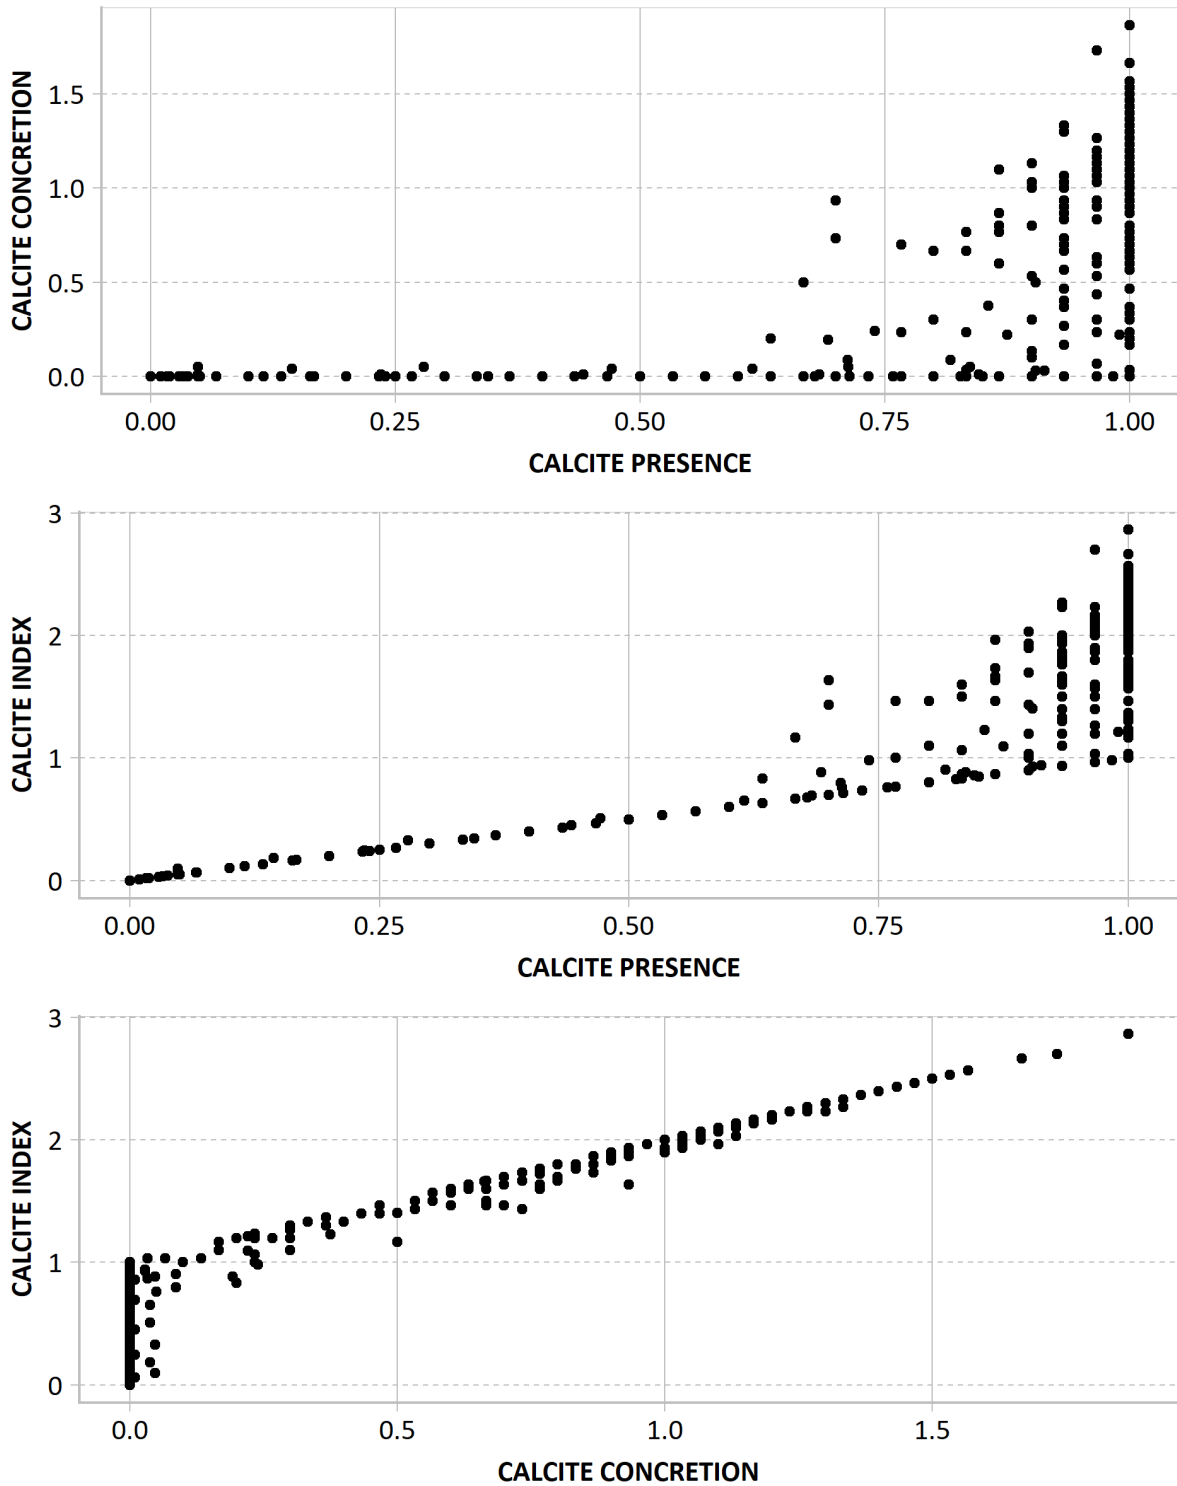 CALCITE CONCRETION
1.5
1.0
0.5
0.0
0.00 0.25 0.50 0.75 1.00
CALCITE PRESENCE
CALCITE INDEX
3
2
1
0
0.00 0.25 0.50 0.75 1.00
CALCITE PRESENCE
CALCITE INDEX
3
2
1
0
0.0 0.5 1.0 1.5
CALCITE CONCRETION